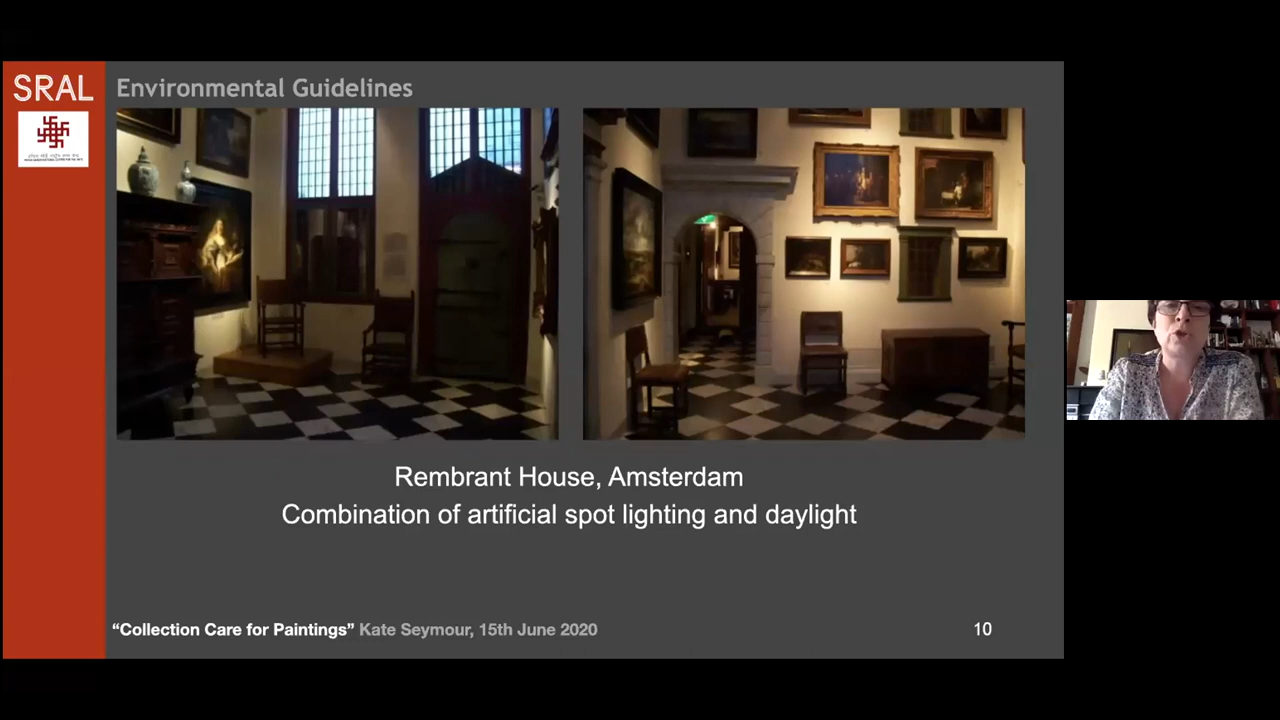 SRAL
Environmental Guidelines
Rembrant House, Amsterdam
Combination of artificial spot lighting and daylight
“Collection Care for Paintings” Kate Seymour, 15th June 2020
10